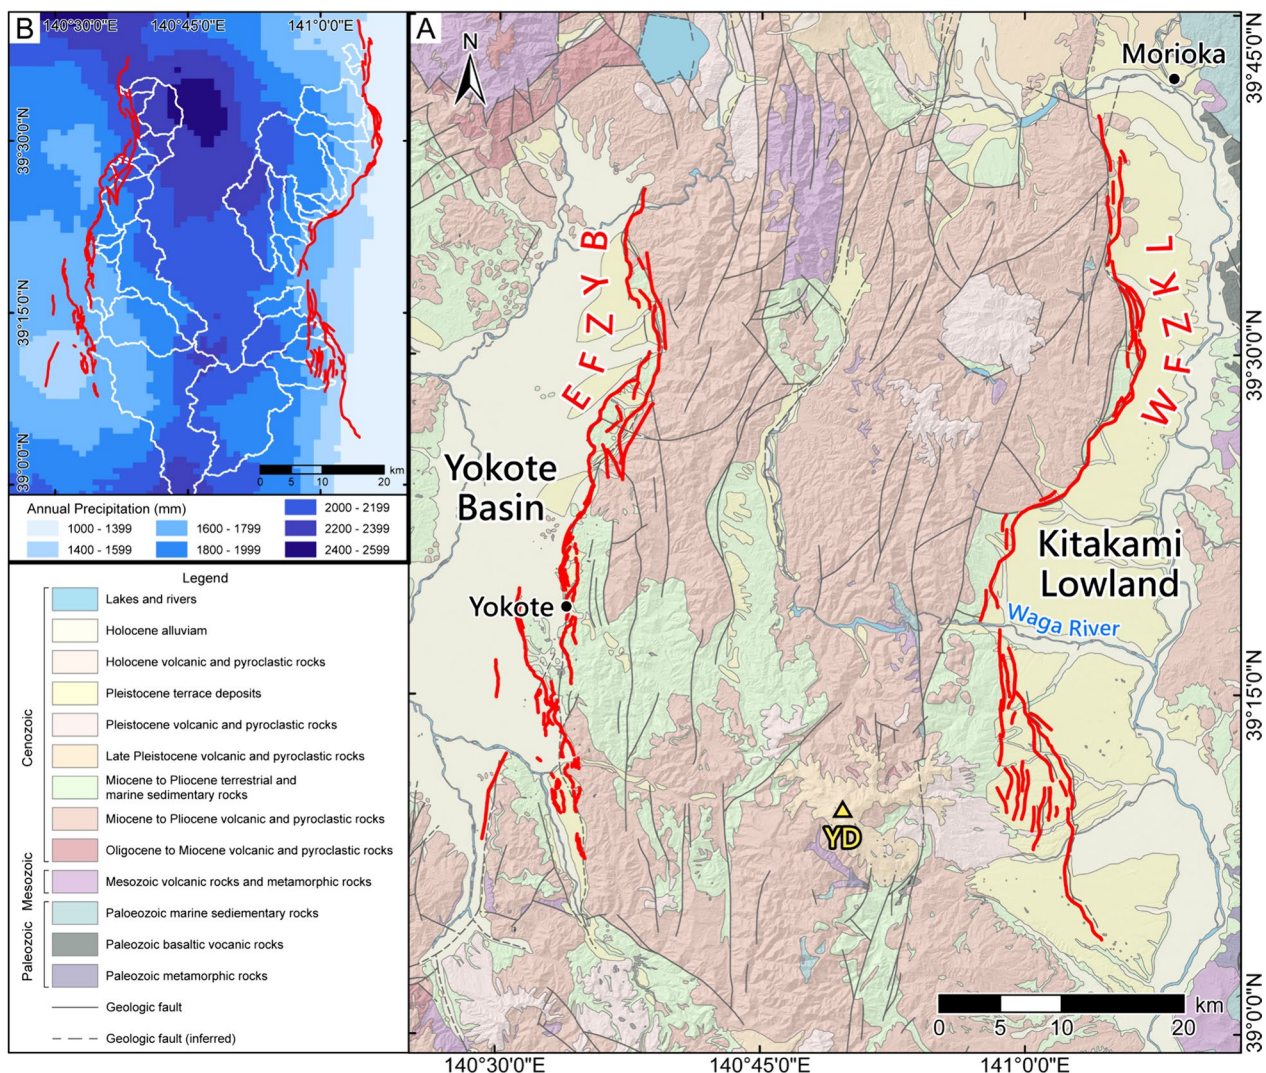 B
140°30'0"E
140°45'0"E
141°0'0"E
39°30'0"N
39°15'0"N
39°0'0"N
0 5 10 20 km
Annual Precipitation (mm)
1000 - 1399
1400 - 1599
1600 - 1799
1800 - 1999
2000 - 2199
2200 - 2399
2400 - 2599
Legend
Lakes and rivers
Holocene alluviam
Holocene volcanic and pyroclastic rocks
Pleistocene terrace deposits
Pleistocene volcanic and pyroclastic rocks
Late Pleistocene volcanic and pyroclastic rocks
Miocene to Pliocene terrestrial and
marine sedimentary rocks
Miocene to Pliocene volcanic and pyroclastic rocks
Oligocene to Miocene volcanic and pyroclastic rocks
Mesozoic volcanic rocks and metamorphic rocks
Paloeozoic marine sediementary rocks
Paleozoic basaltic vocanic rocks
Paleozoic metamorphic rocks
Geologic fault
Geologic fault (inferred)
Cenozoic
Mesozoic
Paleozoic
A
N
Morioka
EFZYB
WFZKL
Yokote
Basin
Yokote
Kitakami
Lowland
Waga River
YD
km
0 5 10 20
39°45'0"N
39°30'0"N
39°15'0"N
39°0'0"N
140°30'0"E
140°45'0"E
141°0'0"E